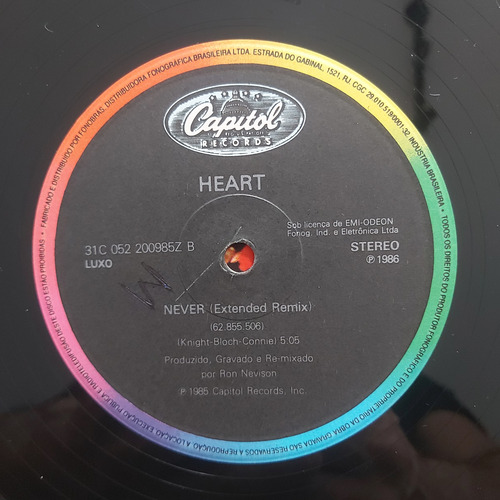 Capitol
RECORDS
HEART
Sob licença de EMI-ODEON
Fonog. Ind. e Eletrônica Ltda
31C 052 200985Z B
LUXO
STEREO
℗ 1986
NEVER (Extended Remix)
(62.855.506)
(Knight-Bloch-Connie) 5:05
Produzido, Gravado e Re-mixado
por Ron Nevison
℗ 1985 Capitol Records, Inc.
FABRICADO E DISTRIBUIDO POR FONOBRAS. DISTRIBUIDORA FONOGRÁFICA BRASILEIRA LTDA. ESTRADA DO GABINAL, 1521, RJ, CGC 29.010.519/0001-32. INDÚSTRIA BRASILEIRA • TODOS OS DIREITOS DO PRODUTOR FONOGRÁFICO E DO PROPRIETÁRIO DA OBRA GRAVADA SÃO RESERVADOS A REPRODUÇÃO A LOCAÇÃO, EXECUÇÃO PÚBLICA E RADIOTELEDIFUSÃO DESTE DISCO ESTÃO PROIBIDAS •